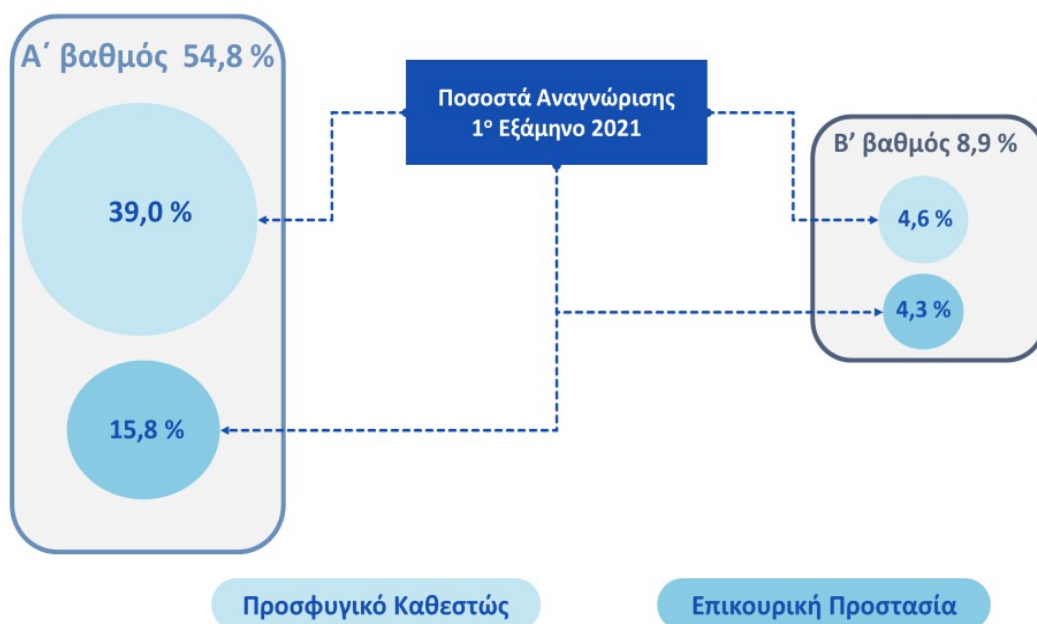 Α΄ βαθμός 54,8 %
39,0 %
15,8 %
Ποσοστά Αναγνώρισης
1ο Εξάμηνο 2021
Β’ βαθμός 8,9 %
4,6 %
4,3 %
Προσφυγικό Καθεστώς
Επικουρική Προστασία